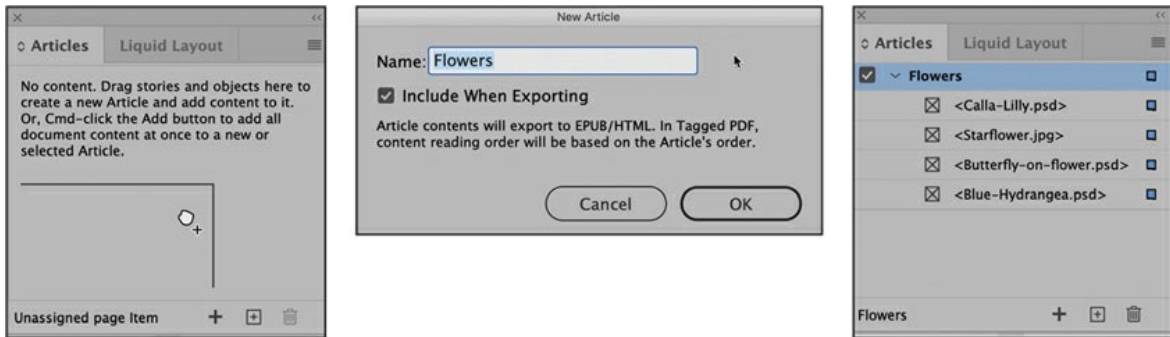 Articles
Liquid Layout
No content. Drag stories and objects here to
create a new Article and add content to it.
Or, Cmd-click the Add button to add all
document content at once to a new or
selected Article.
Unassigned page Item
New Article
Name: Flowers
Include When Exporting
Article contents will export to EPUB/HTML. In Tagged PDF,
content reading order will be based on the Article's order.
Cancel
OK
Articles
Liquid Layout
Flowers
<Calla-Lilly.psd>
<Starflower.jpg>
<Butterfly-on-flower.psd>
<Blue-Hydrangea.psd>
Flowers